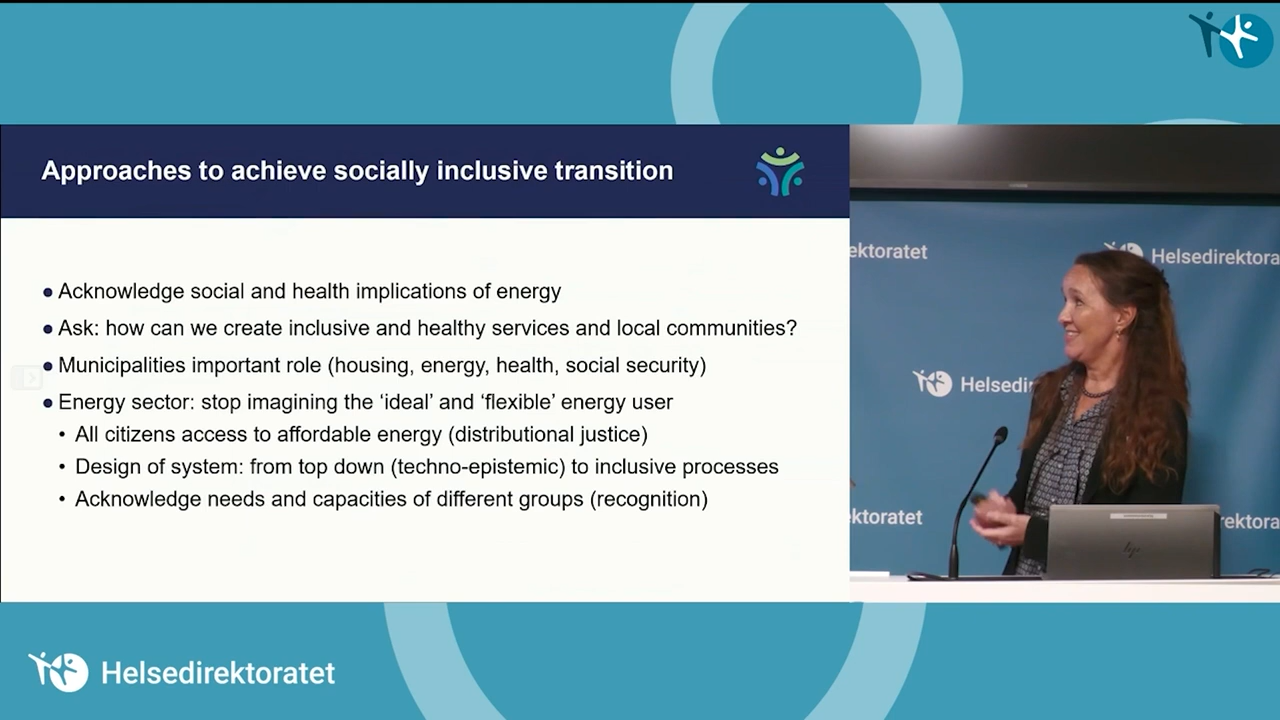 Approaches to achieve socially inclusive transition
Acknowledge social and health implications of energy
Ask: how can we create inclusive and healthy services and local communities?
Municipalities important role (housing, energy, health, social security)
Energy sector: stop imagining the ‘ideal’ and ‘flexible’ energy user
All citizens access to affordable energy (distributional justice)
Design of system: from top down (techno-epistemic) to inclusive processes
Acknowledge needs and capacities of different groups (recognition)
ektoratet
Helsedirektora
Helsedire
ektoratet
rektora
hp
Helsedirektoratet